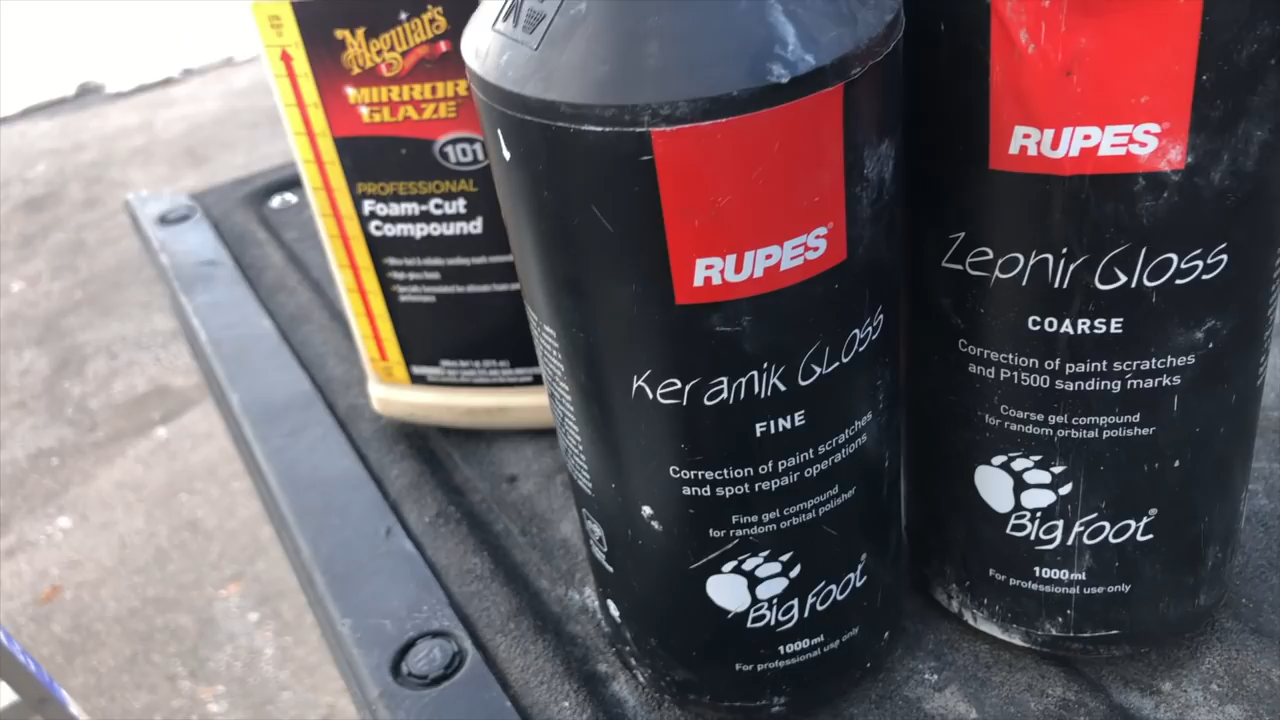 Meguiar's
MIRROR
GLAZE
101
PROFESSIONAL
Foam-Cut
Compound
RUPES®
Keramik GLOSS
FINE
Correction of paint scratches
and spot repair operations
Fine gel compound
for random orbital polisher
BigFoot®
1000ml
For professional use only
RUPES®
Zephir Gloss
COARSE
Correction of paint scratches
and P1500 sanding marks
Coarse gel compound
for random orbital polisher
BigFoot®
1000ml
For professional use only